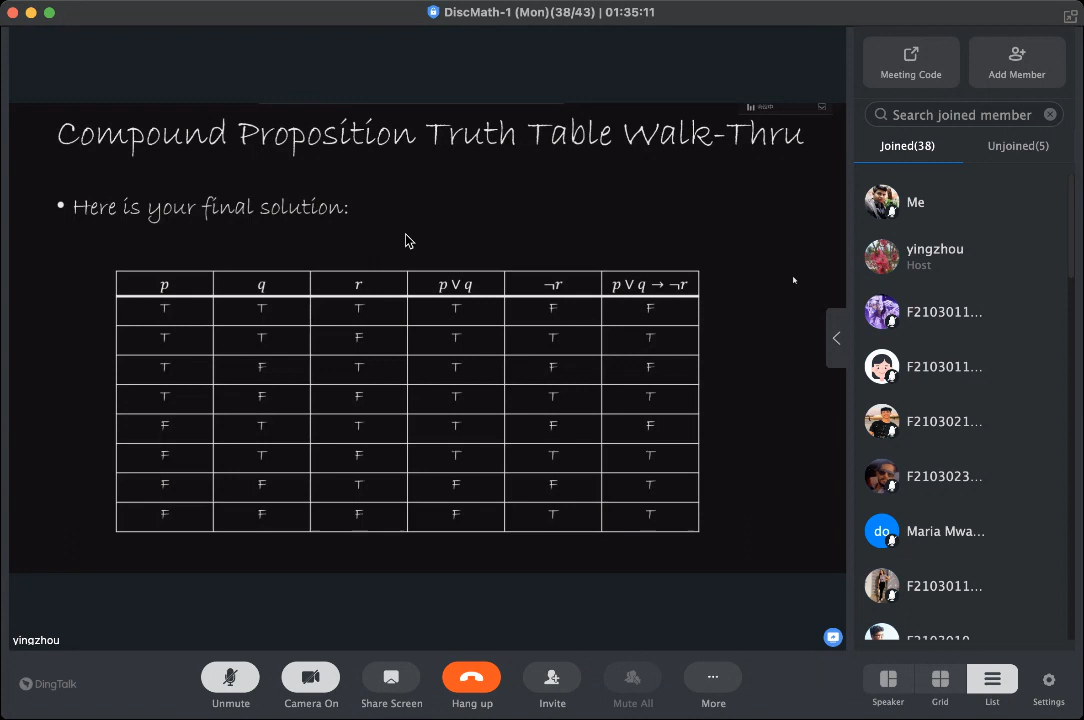 DiscMath-1 (Mon)(38/43) | 01:35:11
Compound Proposition Truth Table Walk-Thru
• Here is your final solution:
p q r p ∨ q ¬r p ∨ q → ¬r
T T T T F F
T T F T T T
T F T T F F
T F F T T T
F T T T F F
F T F T T T
F F T F F T
F F F F T T
yingzhou
Meeting Code
Add Member
Search joined member
Joined(38) Unjoined(5)
Me
yingzhou
Host
F2103011...
F2103011...
F2103021...
F2103023...
do Maria Mwa...
F2103011...
F2103010
DingTalk
Unmute Camera On Share Screen Hang up Invite Mute All More
Speaker Grid List Settings